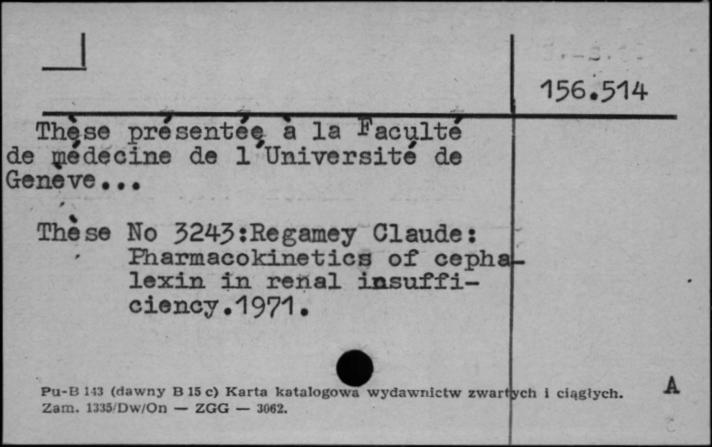 156.514
Thèse présentée à la Faculté
de médecine de l'Université de
Genève...
Thèse No 3243:Regamey Claude:
Pharmacokinetics of cepha-
lexin in renal insuffi-
ciency.1971.
Pu-B 143 (dawny B 15 c) Karta katalogowa wydawnictw zwartych i ciągłych.
Zam. 1335/Dw/On — ZGG — 3062.
A